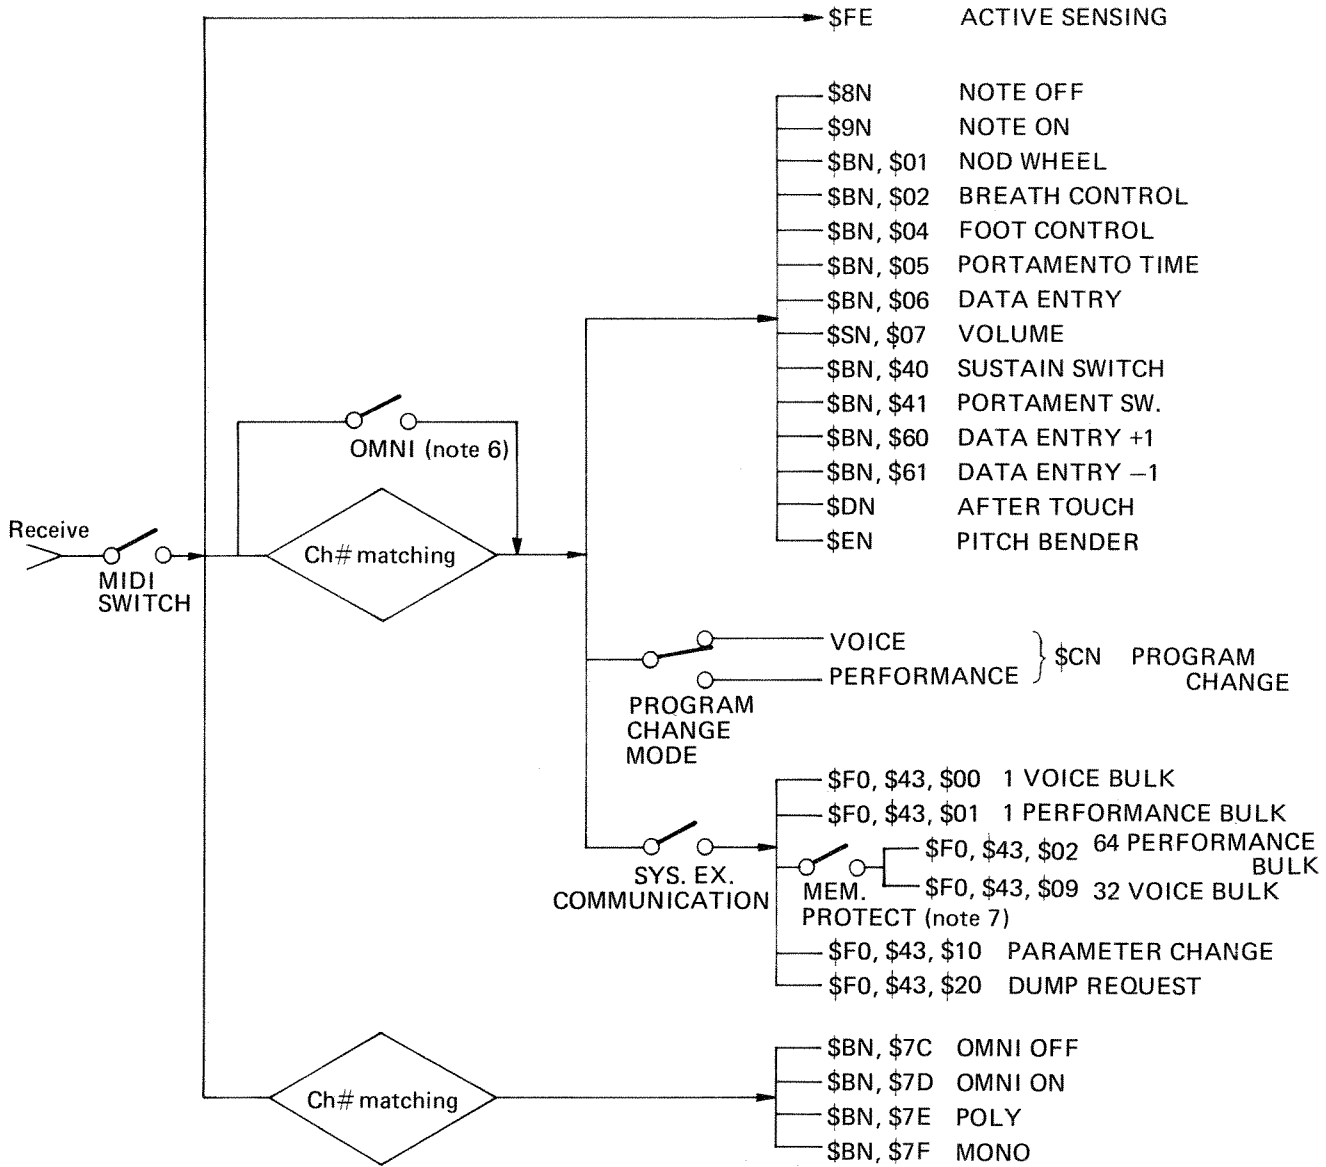 $FE ACTIVE SENSING
$8N NOTE OFF
$9N NOTE ON
$BN, $01 NOD WHEEL
$BN, $02 BREATH CONTROL
$BN, $04 FOOT CONTROL
$BN, $05 PORTAMENTO TIME
$BN, $06 DATA ENTRY
$SN, $07 VOLUME
$BN, $40 SUSTAIN SWITCH
$BN, $41 PORTAMENT SW.
$BN, $60 DATA ENTRY +1
$BN, $61 DATA ENTRY −1
$DN AFTER TOUCH
$EN PITCH BENDER
OMNI (note 6)
Receive
MIDI
SWITCH
Ch# matching
VOICE
PERFORMANCE
$CN PROGRAM
CHANGE
PROGRAM
CHANGE
MODE
$F0, $43, $00 1 VOICE BULK
$F0, $43, $01 1 PERFORMANCE BULK
$F0, $43, $02 64 PERFORMANCE
BULK
$F0, $43, $09 32 VOICE BULK
SYS. EX.
COMMUNICATION
MEM.
PROTECT (note 7)
$F0, $43, $10 PARAMETER CHANGE
$F0, $43, $20 DUMP REQUEST
Ch# matching
$BN, $7C OMNI OFF
$BN, $7D OMNI ON
$BN, $7E POLY
$BN, $7F MONO